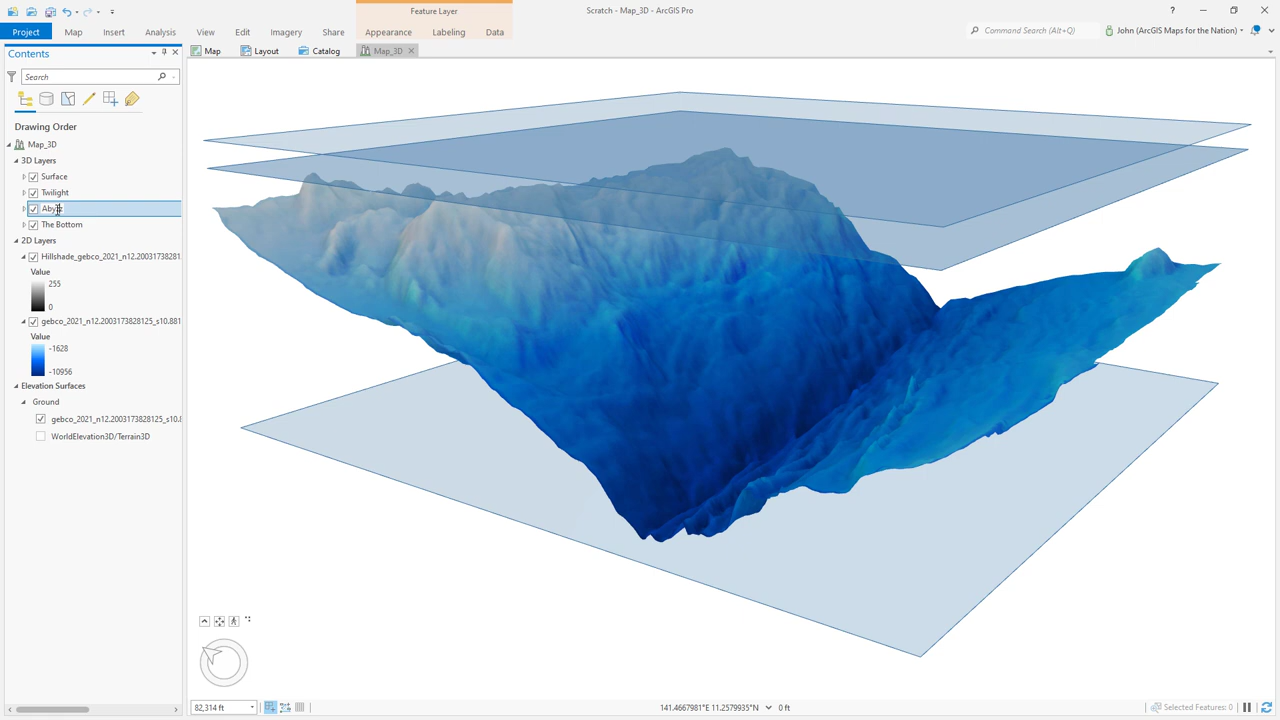 Feature Layer
Scratch - Map_3D - ArcGIS Pro
?
Project Map Insert Analysis View Edit Imagery Share Appearance Labeling Data
Command Search (Alt+Q)
John (ArcGIS Maps for the Nation)
Contents
Map Layout Catalog Map_3D
Search
Drawing Order
Map_3D
3D Layers
Surface
Twilight
The Bottom
2D Layers
Hillshade_gebco_2021_n12.2003173828
Value
255
0
gebco_2021_n12.2003173828125_s10.881
Value
-1628
-10956
Elevation Surfaces
Ground
gebco_2021_n12.2003173828125_s10.8
WorldElevation3D/Terrain3D
82,314 ft
141.4667981°E 11.2579935°N
0 ft
Selected Features: 0